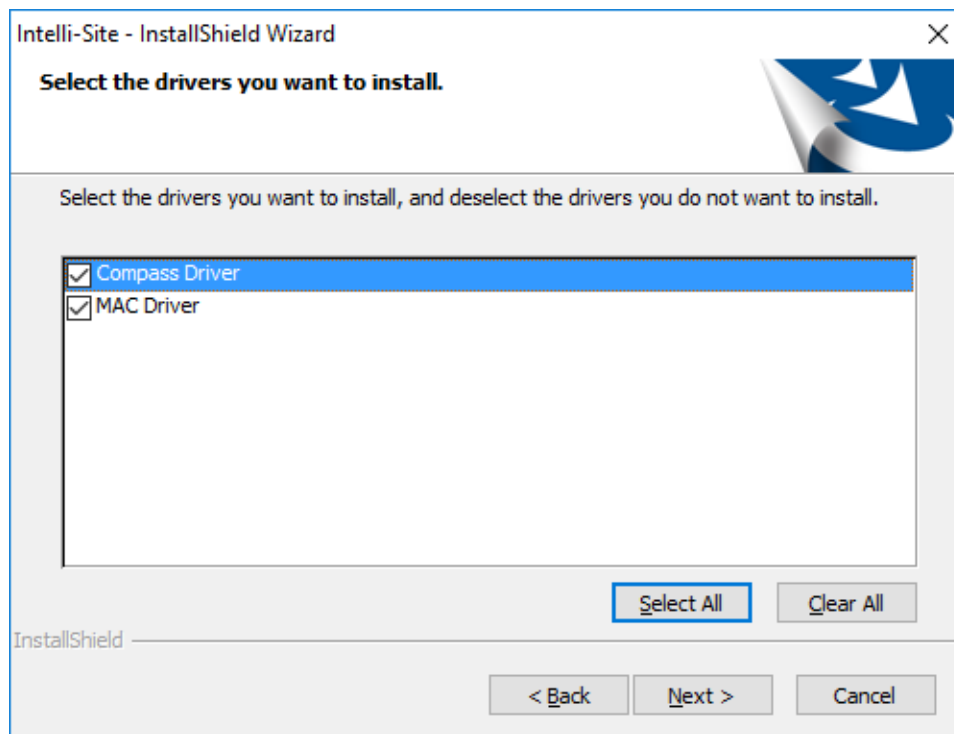 Intelli-Site - InstallShield Wizard
Select the drivers you want to install.
Select the drivers you want to install, and deselect the drivers you do not want to install.
Compass Driver
MAC Driver
Select All
Clear All
InstallShield
< Back
Next >
Cancel